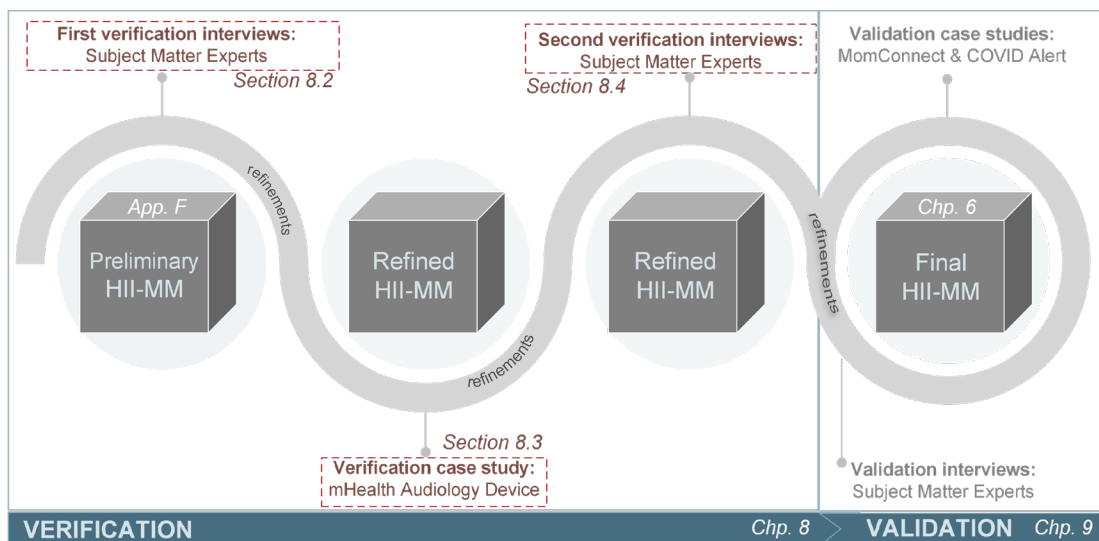 First verification interviews:
Subject Matter Experts
Section 8.2
Second verification interviews:
Subject Matter Experts
Section 8.4
Validation case studies:
MomConnect & COVID Alert
App. F
Preliminary
HII-MM
refinements
Refined
HII-MM
refinements
Refined
HII-MM
refinements
Chp. 6
Final
HII-MM
Section 8.3
Verification case study:
mHealth Audiology Device
Validation interviews:
Subject Matter Experts
VERIFICATION
Chp. 8
VALIDATION
Chp. 9